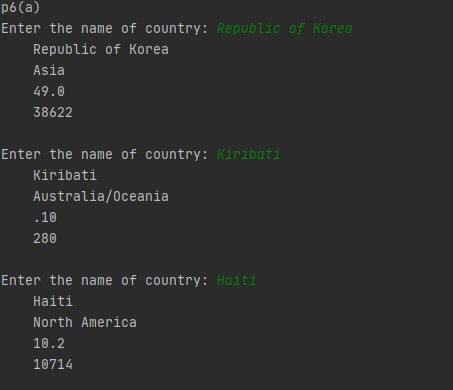 p6(a)
Enter the name of country: Republic of Korea
Republic of Korea
Asia
49.0
38622
Enter the name of country: Kiribati
Kiribati
Australia/Oceania
.10
280
Enter the name of country: Haiti
Haiti
North America
10.2
10714